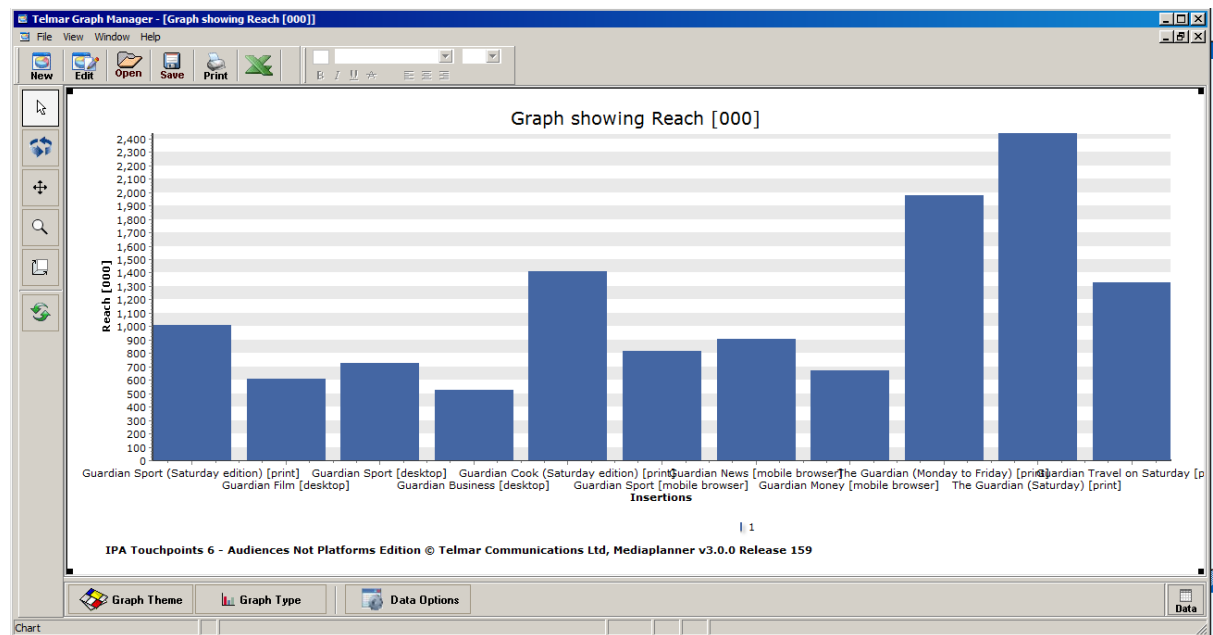 Telmar Graph Manager - [Graph showing Reach [000]]
File View Window Help
New Edit Open Save Print
B I U A
Graph showing Reach [000]
2,400
2,300
2,200
2,100
2,000
1,900
1,800
1,700
1,600
1,500
1,400
1,300
1,200
1,100
1,000
900
800
700
600
500
400
300
200
100
0
Reach [000]
Guardian Sport (Saturday edition) [print] Guardian Sport [desktop] Guardian Cook (Saturday edition) [print] Guardian News [mobile browser] The Guardian (Monday to Friday) [print] Guardian Travel on Saturday [p
Guardian Film [desktop] Guardian Business [desktop] Guardian Sport [mobile browser] Guardian Money [mobile browser] The Guardian (Saturday) [print]
Insertions
1
IPA Touchpoints 6 - Audiences Not Platforms Edition © Telmar Communications Ltd, Mediaplanner v3.0.0 Release 159
Graph Theme Graph Type Data Options Data
Chart